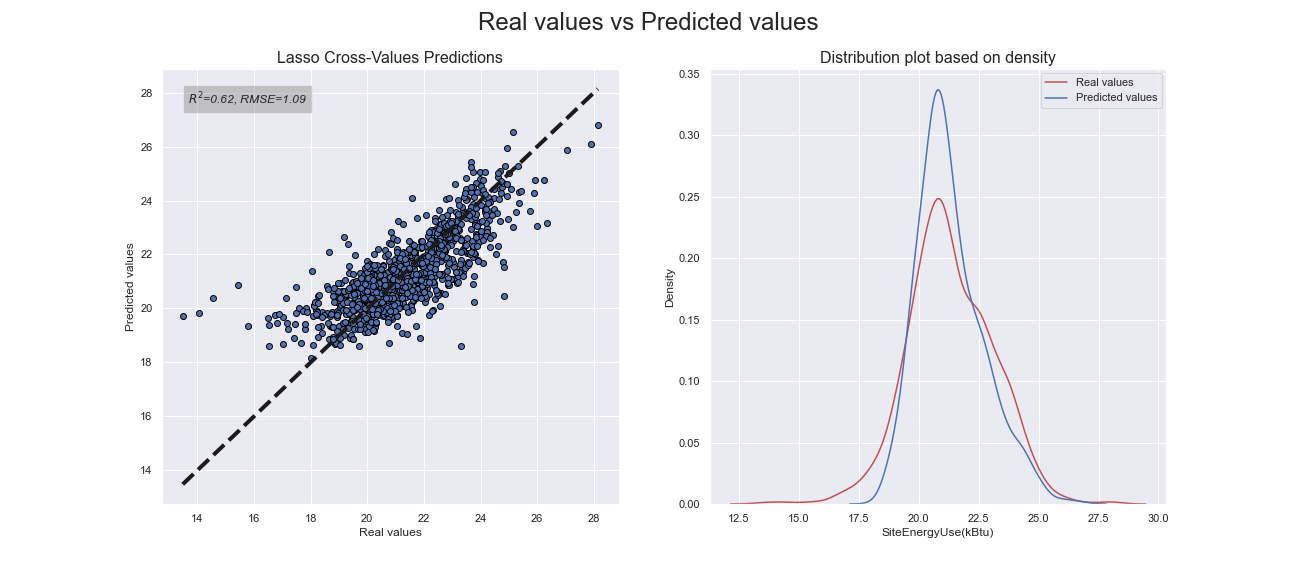 Real values vs Predicted values
Lasso Cross-Values Predictions
R²=0.62, RMSE=1.09
28
26
24
22
20
18
16
14
Predicted values
14 16 18 20 22 24 26 28
Real values
Distribution plot based on density
Real values
Predicted values
0.35
0.30
0.25
0.20
0.15
0.10
0.05
0.00
Density
12.5 15.0 17.5 20.0 22.5 25.0 27.5 30.0
SiteEnergyUse(kBtu)